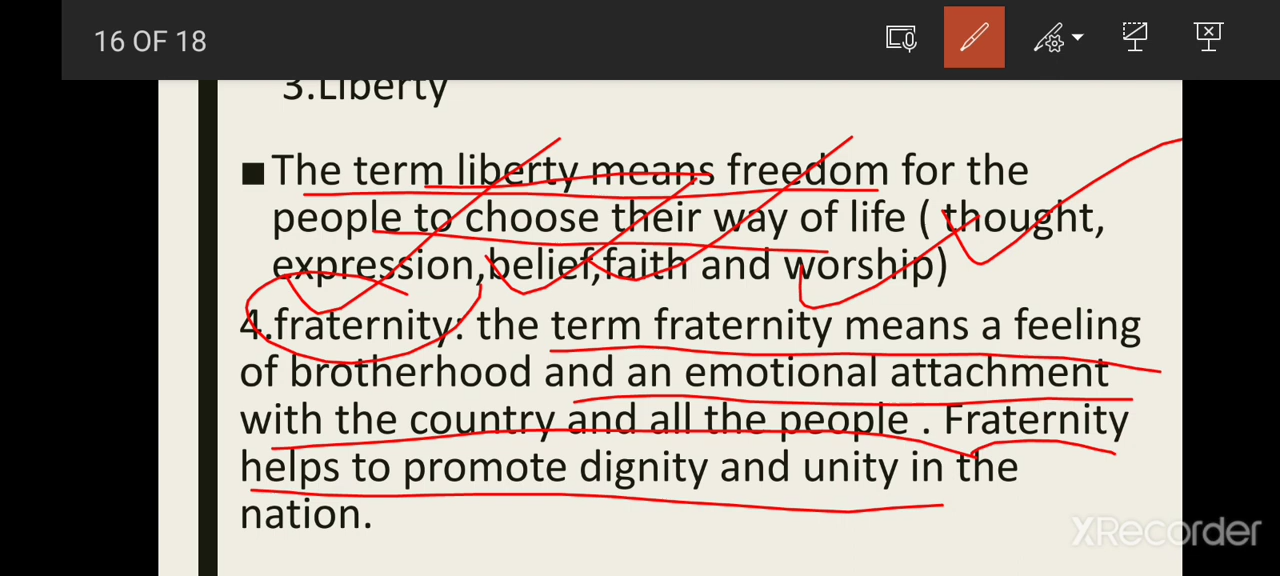 16 OF 18
3.Liberty
■ The term liberty means freedom for the
people to choose their way of life ( thought,
expression,belief,faith and worship)
4.fraternity: the term fraternity means a feeling
of brotherhood and an emotional attachment
with the country and all the people . Fraternity
helps to promote dignity and unity in the
nation.
XRecorder